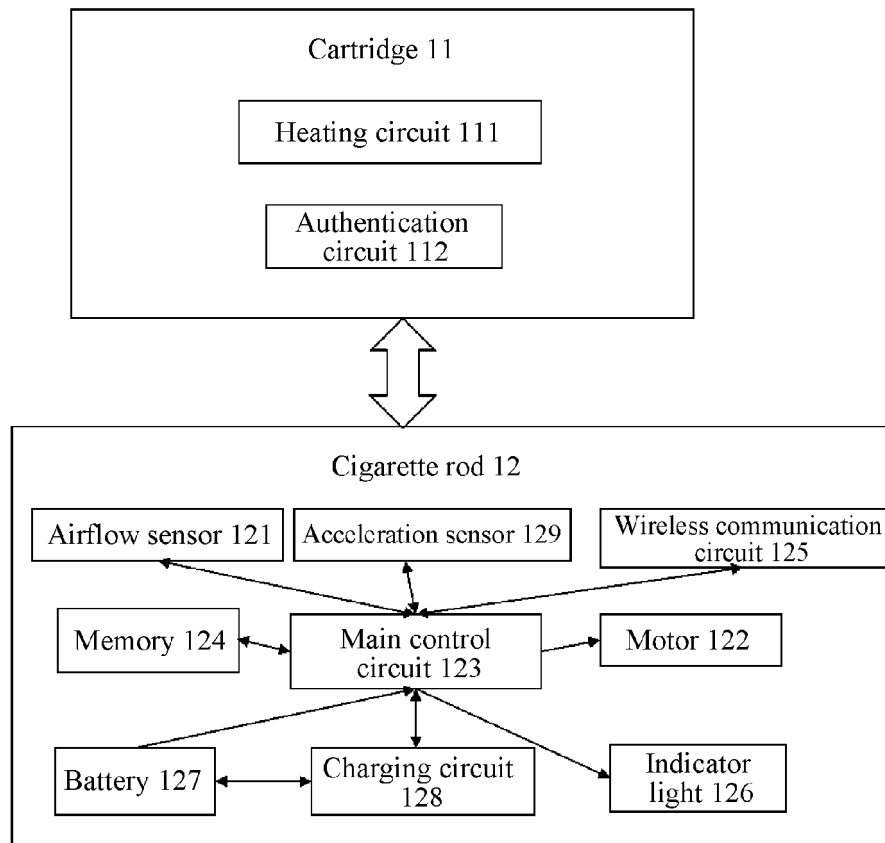 Cartridge 11
Heating circuit 111
Authentication
circuit 112
Cigarette rod 12
Airflow sensor 121
Acceleration sensor 129
Wireless communication
circuit 125
Memory 124
Main control
circuit 123
Motor 122
Battery 127
Charging circuit
128
Indicator
light 126